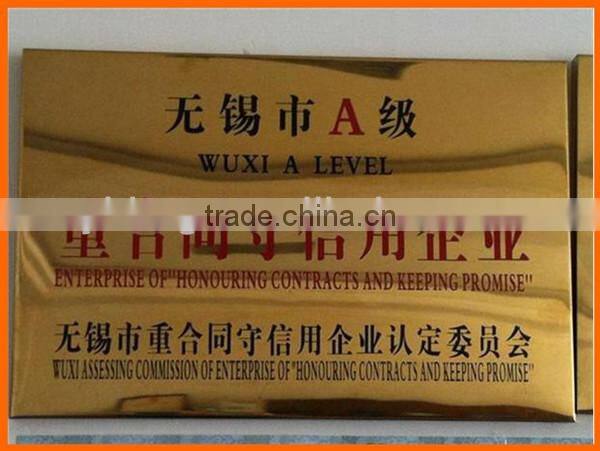 无锡市A级
WUXI A LEVEL
trade.china.cn
重合同守信用企业
ENTERPRISE OF"HONOURING CONTRACTS AND KEEPING PROMISE"
无锡市重合同守信用企业认定委员会
WUXI ASSESSING COMMISSION OF ENTERPRISE OF "HONOURING CONTRACTS AND KEEPING PROMISE"